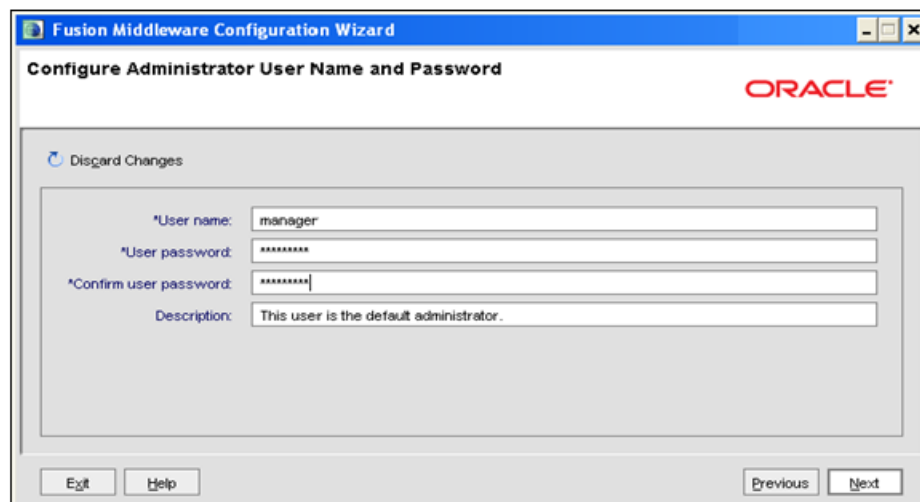 Fusion Middleware Configuration Wizard
Configure Administrator User Name and Password
ORACLE
Discard Changes
*User name: manager
*User password: *********
*Confirm user password: *********
Description: This user is the default administrator.
Exit Help Previous Next